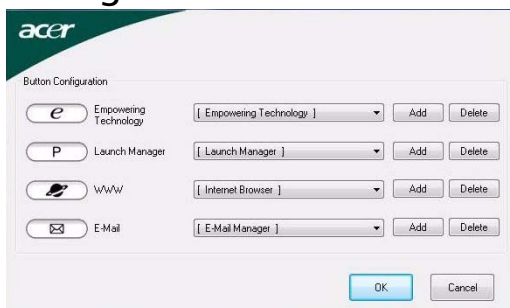 acer
Button Configuration
e Empowering Technology [ Empowering Technology ] Add Delete
P Launch Manager [ Launch Manager ] Add Delete
WWW [ Internet Browser ] Add Delete
E-Mail [ E-Mail Manager ] Add Delete
OK Cancel